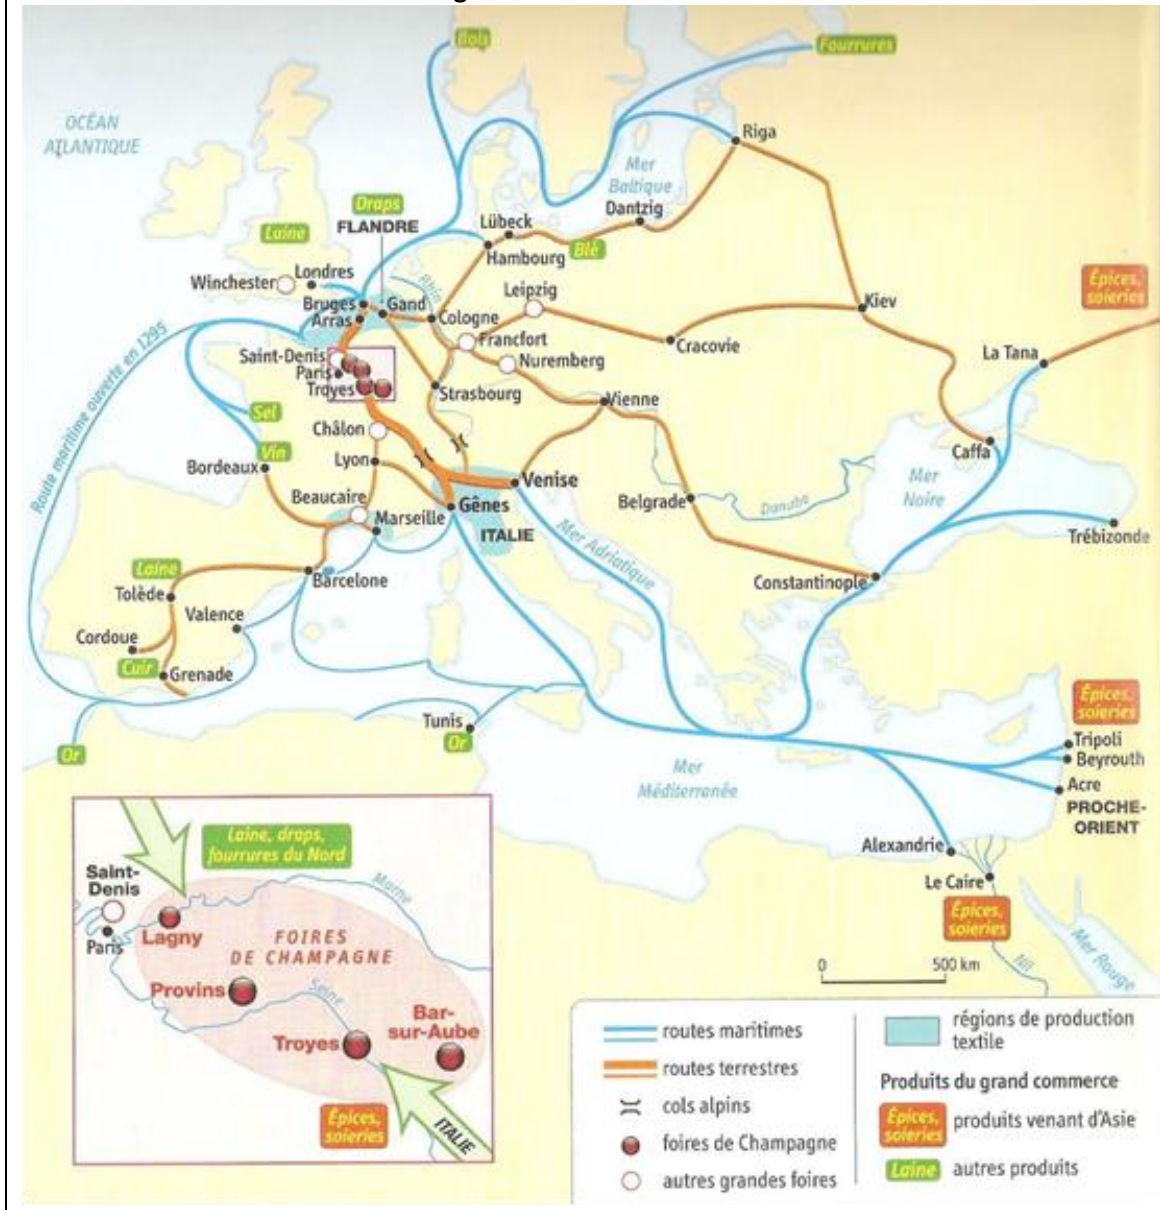 Bois
Fourrures
OCÉAN
ATLANTIQUE
Riga
Mer
Baltique
Dantzig
Draps
FLANDRE
Lübeck
Laine
Hambourg
Blé
Winchester
Londres
Rhin
Leipzig
Épices,
soieries
Bruges
Gand
Arras
Cologne
Kiev
Francfort
Cracovie
Saint-Denis
Paris
Nuremberg
La Tana
Troyes
Strasbourg
Vienne
Route maritime ouverte en 1295
Sel
Châlon
Vin
Lyon
Caffa
Bordeaux
Venise
Mer
Noire
Beaucaire
Belgrade
Danube
Marseille
Gênes
ITALIE
Trébizonde
Mer Adriatique
Laine
Barcelone
Constantinople
Tolède
Valence
Cordoue
Cuir
Grenade
Épices,
soieries
Tunis
Or
Or
Tripoli
Beyrouth
Mer
Méditerranée
Acre
PROCHE-
ORIENT
Alexandrie
Le Caire
Épices,
soieries
Nil
Mer Rouge
0 500 km
Laine, draps,
fourrures du Nord
Saint-
Denis
Marne
Paris
Lagny
FOIRES
DE CHAMPAGNE
Provins
Seine
Bar-
sur-Aube
Troyes
Épices,
soieries
ITALIE
routes maritimes
routes terrestres
cols alpins
foires de Champagne
autres grandes foires
régions de production
textile
Produits du grand commerce
Épices,
soieries
produits venant d'Asie
Laine
autres produits